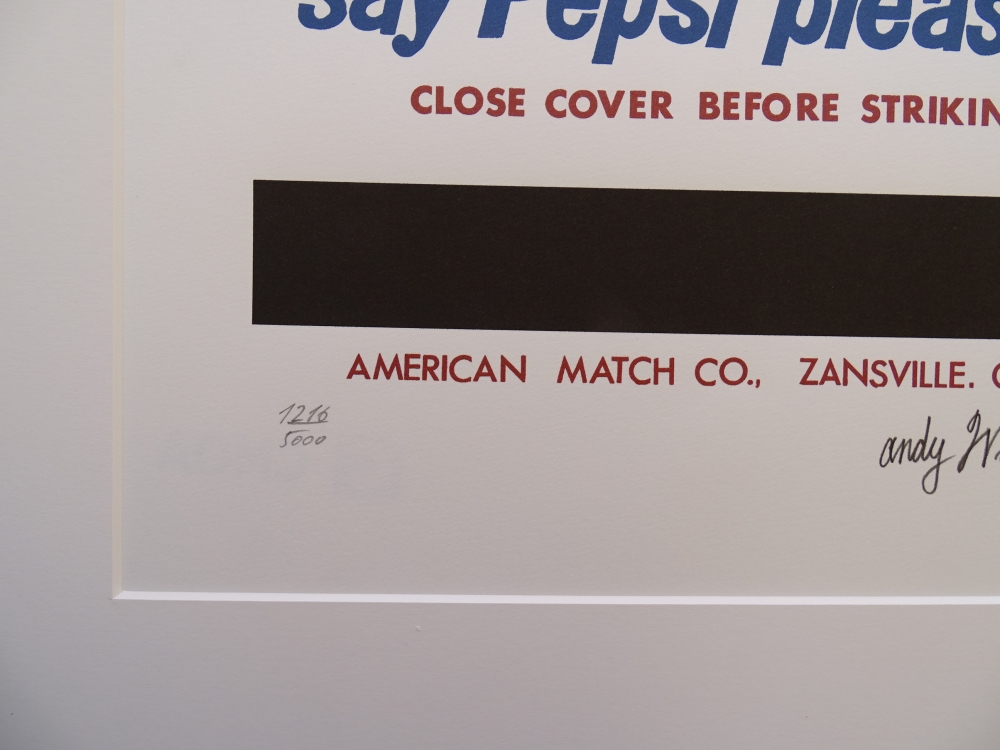 say Pepsi pleas
CLOSE COVER BEFORE STRIKIN
AMERICAN MATCH CO., ZANSVILLE.
1216
5000
andy